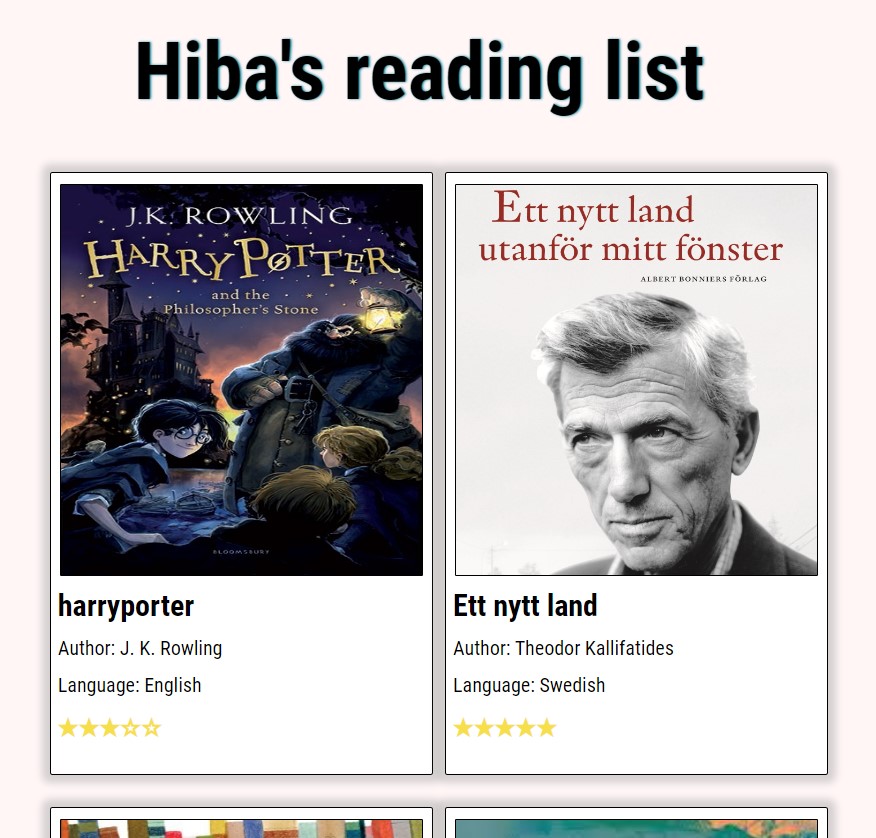 Hiba's reading list
J.K. ROWLING
HARRY POTTER
and the
Philosopher's Stone
BLOOMSBURY
harryporter
Author: J. K. Rowling
Language: English
★★★☆☆
Ett nytt land
utanför mitt fönster
ALBERT BONNIERS FÖRLAG
Ett nytt land
Author: Theodor Kallifatides
Language: Swedish
★★★★★